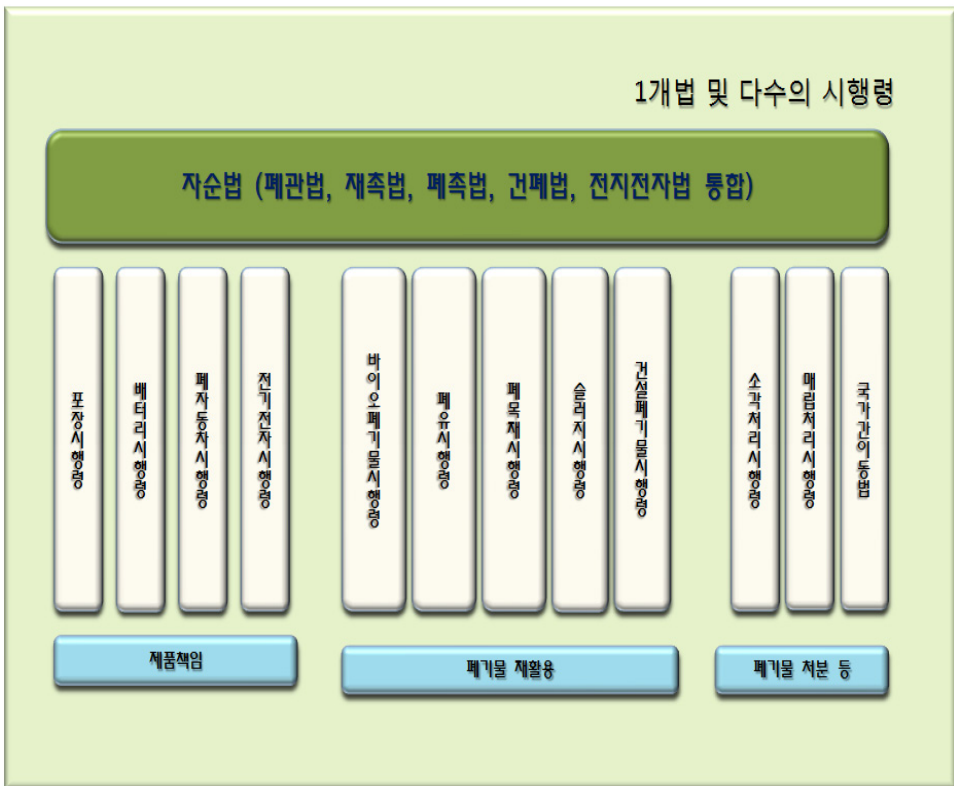 1개법 및 다수의 시행령
자순법 (폐관법, 재촉법, 폐촉법, 건폐법, 전지전자법 통합)
포장시행령
배터리시행령
폐자동차시행령
전기전자시행령
바이오폐기물시행령
폐유시행령
폐목재시행령
슬러지시행령
건설폐기물시행령
소각처리시행령
매립처리시행령
국가간이동법
제품책임
폐기물 재활용
폐기물 처분 등